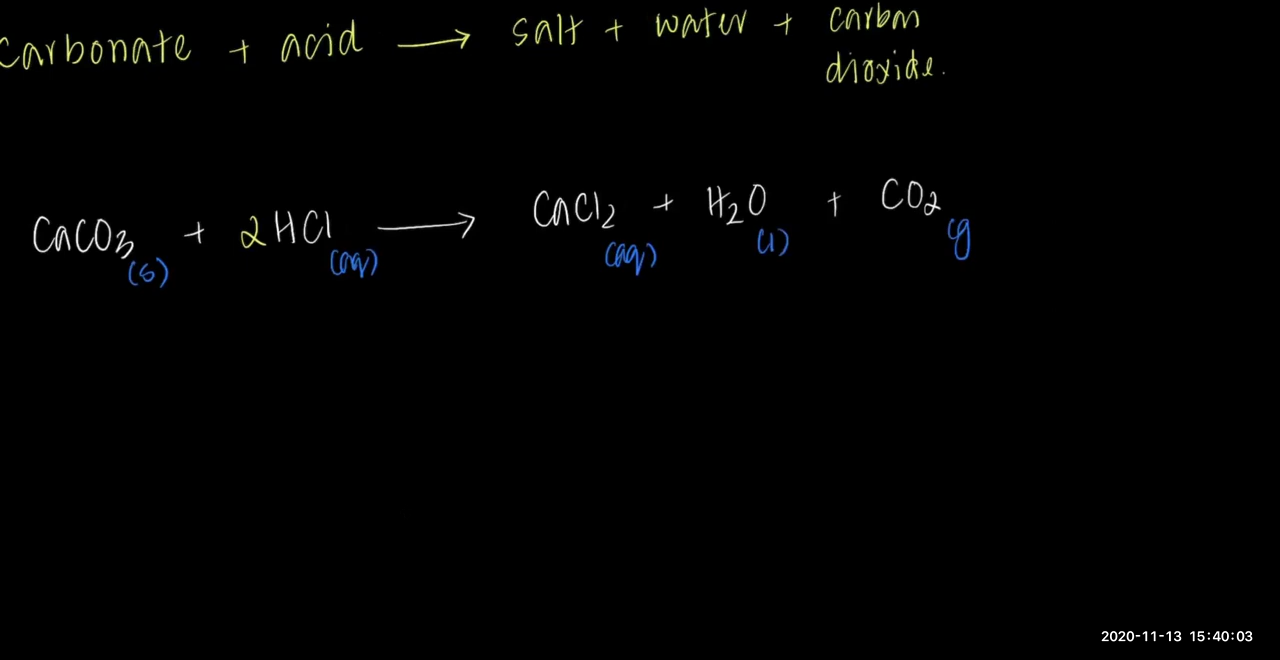 carbonate + acid → salt + water + carbon
dioxide.
CaCO₃(s) + 2HCl(aq) → CaCl₂(aq) + H₂O(l) + CO₂ g
2020-11-13 15:40:03